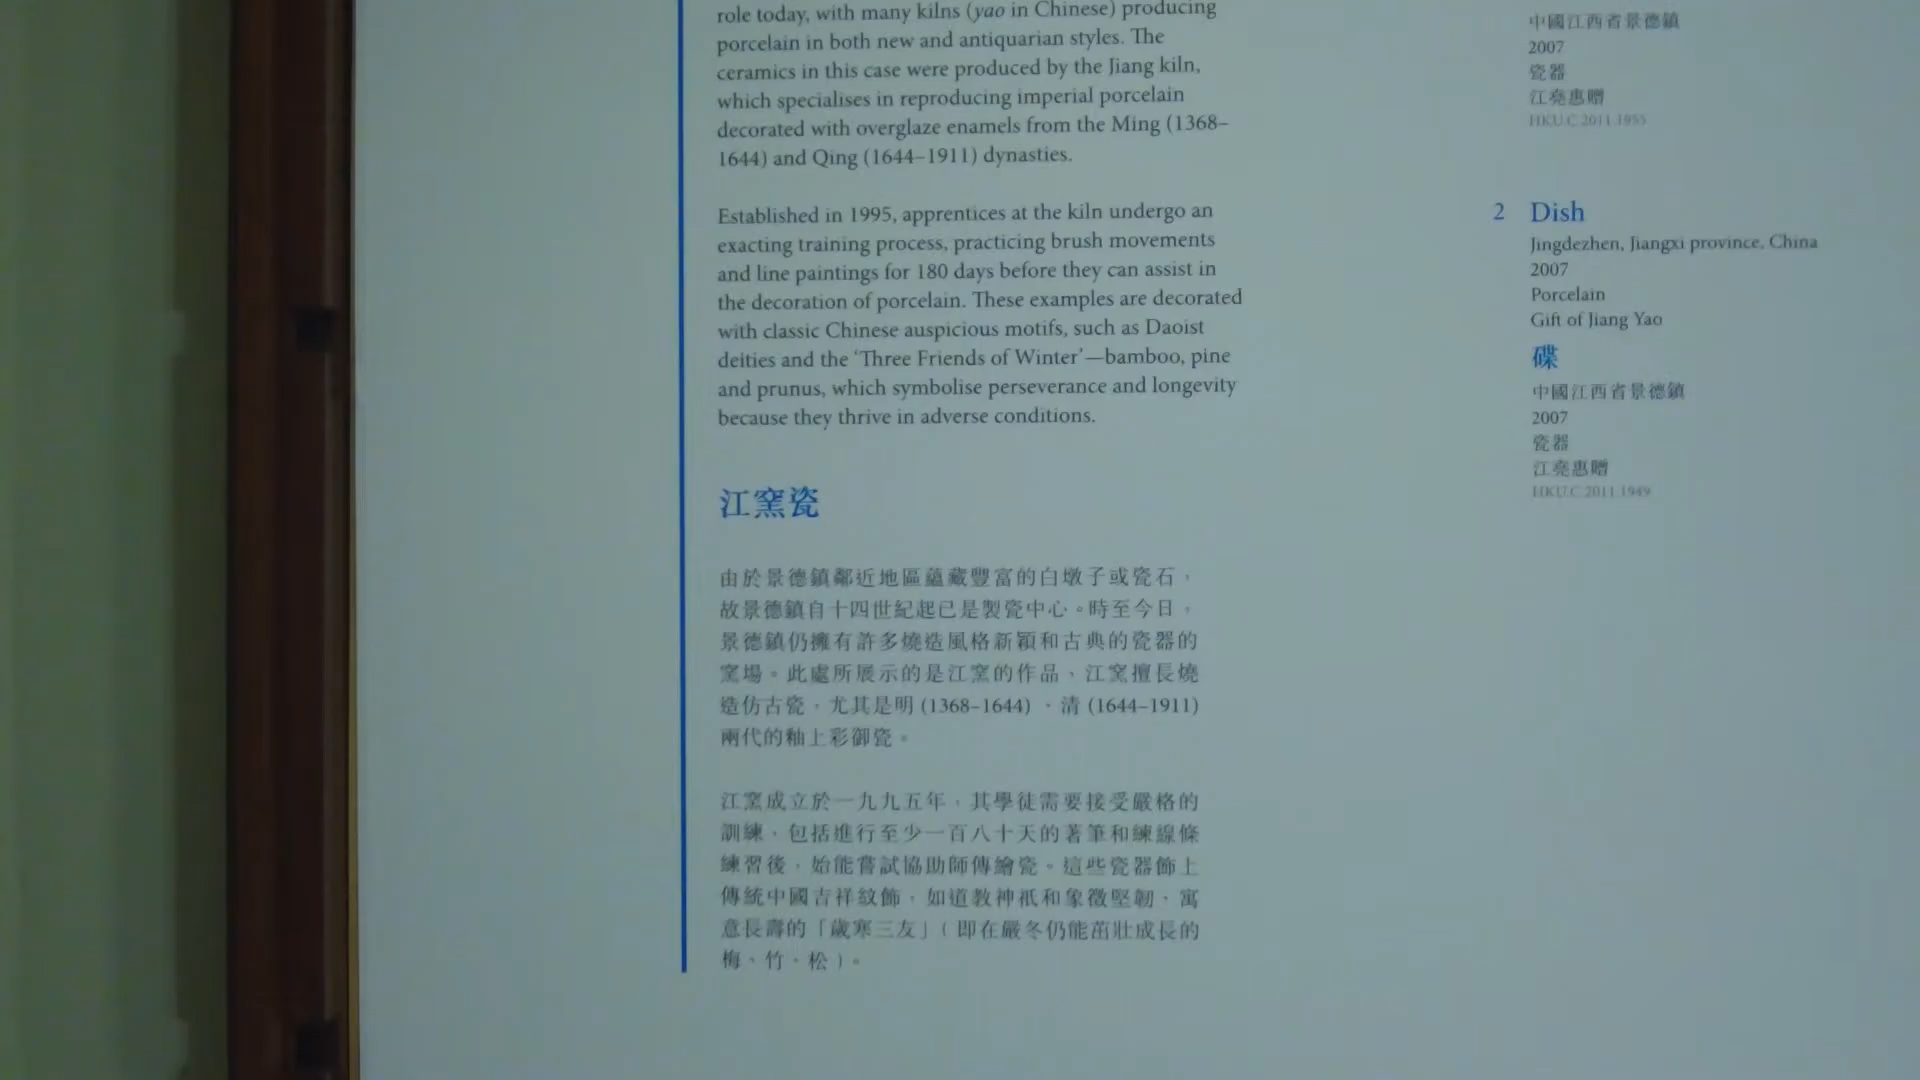 role today, with many kilns (yao in Chinese) producing
porcelain in both new and antiquarian styles. The
ceramics in this case were produced by the Jiang kiln,
which specialises in reproducing imperial porcelain
decorated with overglaze enamels from the Ming (1368–
1644) and Qing (1644–1911) dynasties.
Established in 1995, apprentices at the kiln undergo an
exacting training process, practicing brush movements
and line paintings for 180 days before they can assist in
the decoration of porcelain. These examples are decorated
with classic Chinese auspicious motifs, such as Daoist
deities and the ‘Three Friends of Winter’—bamboo, pine
and prunus, which symbolise perseverance and longevity
because they thrive in adverse conditions.
江窯瓷
由於景德鎮鄰近地區蘊藏豐富的白墩子或瓷石，
故景德鎮自十四世紀起已是製瓷中心。時至今日，
景德鎮仍擁有許多燒造風格新穎和古典的瓷器的
窯場。此處所展示的是江窯的作品、江窯擅長燒
造仿古瓷，尤其是明 (1368–1644) 、清 (1644–1911)
兩代的釉上彩御瓷。
江窯成立於一九九五年，其學徒需要接受嚴格的
訓練，包括進行至少一百八十天的著筆和練線條
練習後，始能嘗試協助師傅繪瓷。這些瓷器飾上
傳統中國吉祥紋飾，如道教神祇和象徵堅韌、寓
意長壽的「歲寒三友」( 即在嚴冬仍能茁壯成長的
梅、竹、松 ) 。
中國江西省景德鎮
2007
瓷器
江堯惠贈
HKU.C.2011.1955
2 Dish
Jingdezhen, Jiangxi province, China
2007
Porcelain
Gift of Jiang Yao
碟
中國江西省景德鎮
2007
瓷器
江堯惠贈
HKU.C.2011.1949